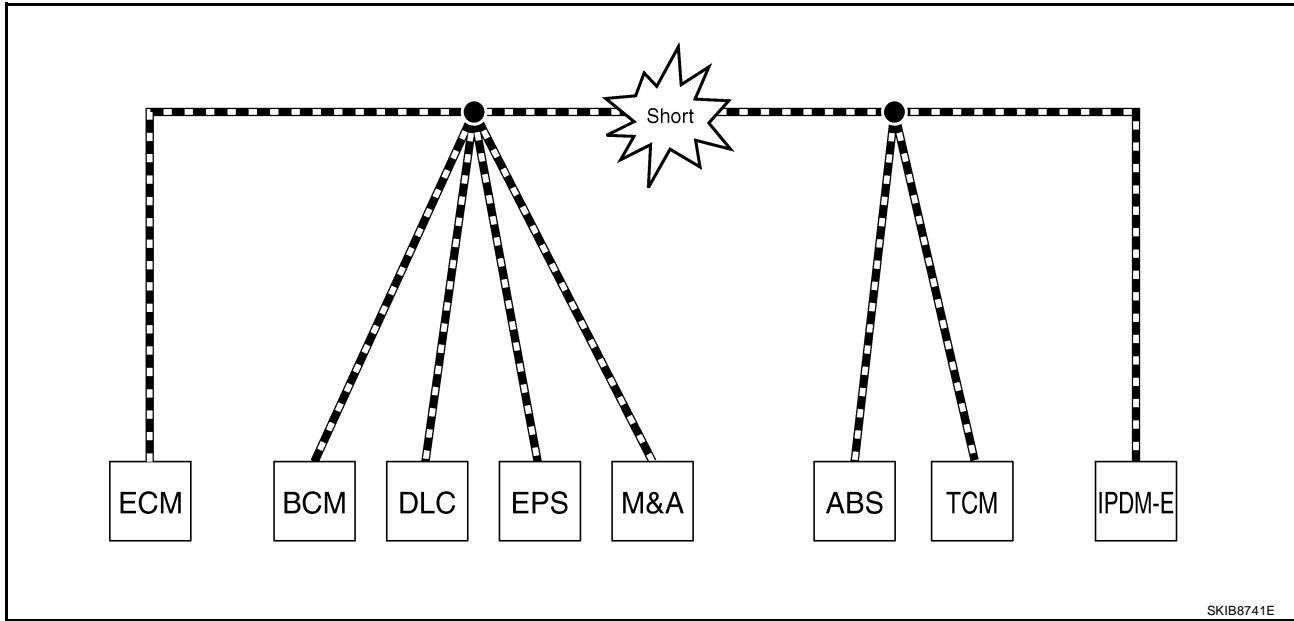 Short
ECM
BCM
DLC
EPS
M&A
ABS
TCM
IPDM-E
SKIB8741E